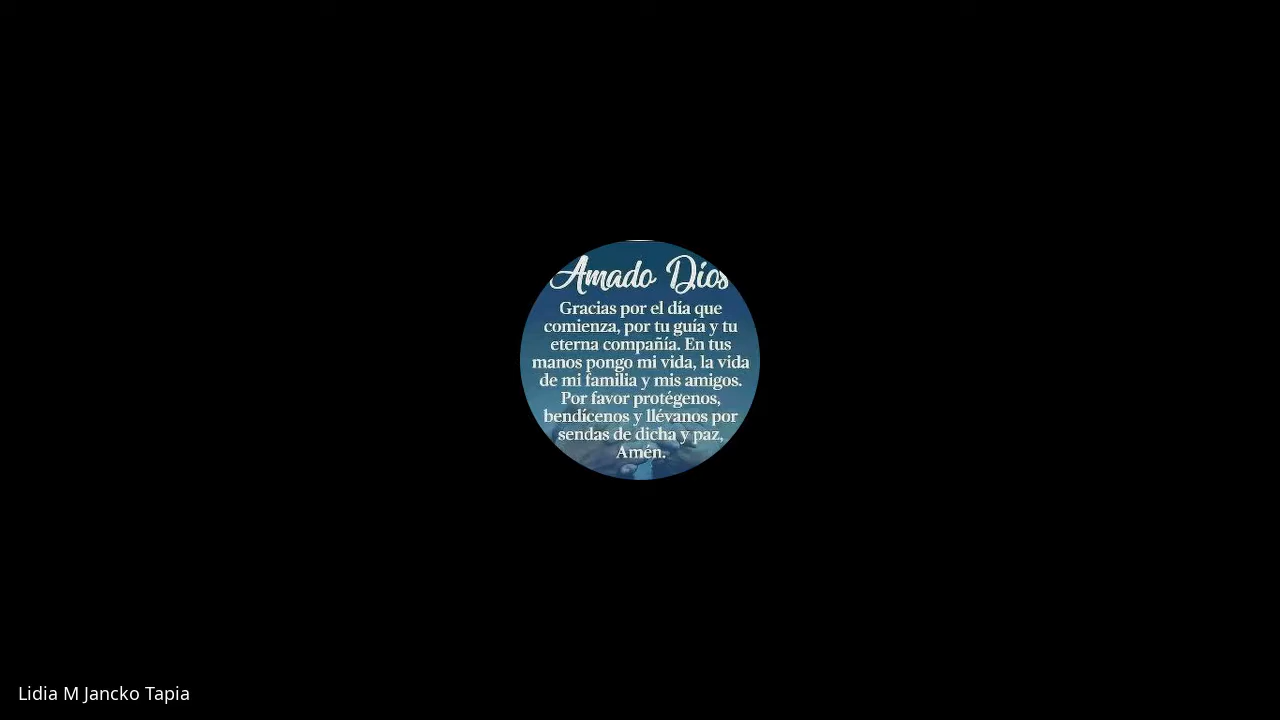 Amado Dios
Gracias por el día que
comienza, por tu guía y tu
eterna compañía. En tus
manos pongo mi vida, la vida
de mi familia y mis amigos.
Por favor protégenos,
bendícenos y llévanos por
sendas de dicha y paz,
Amén.
Lidia M Jancko Tapia